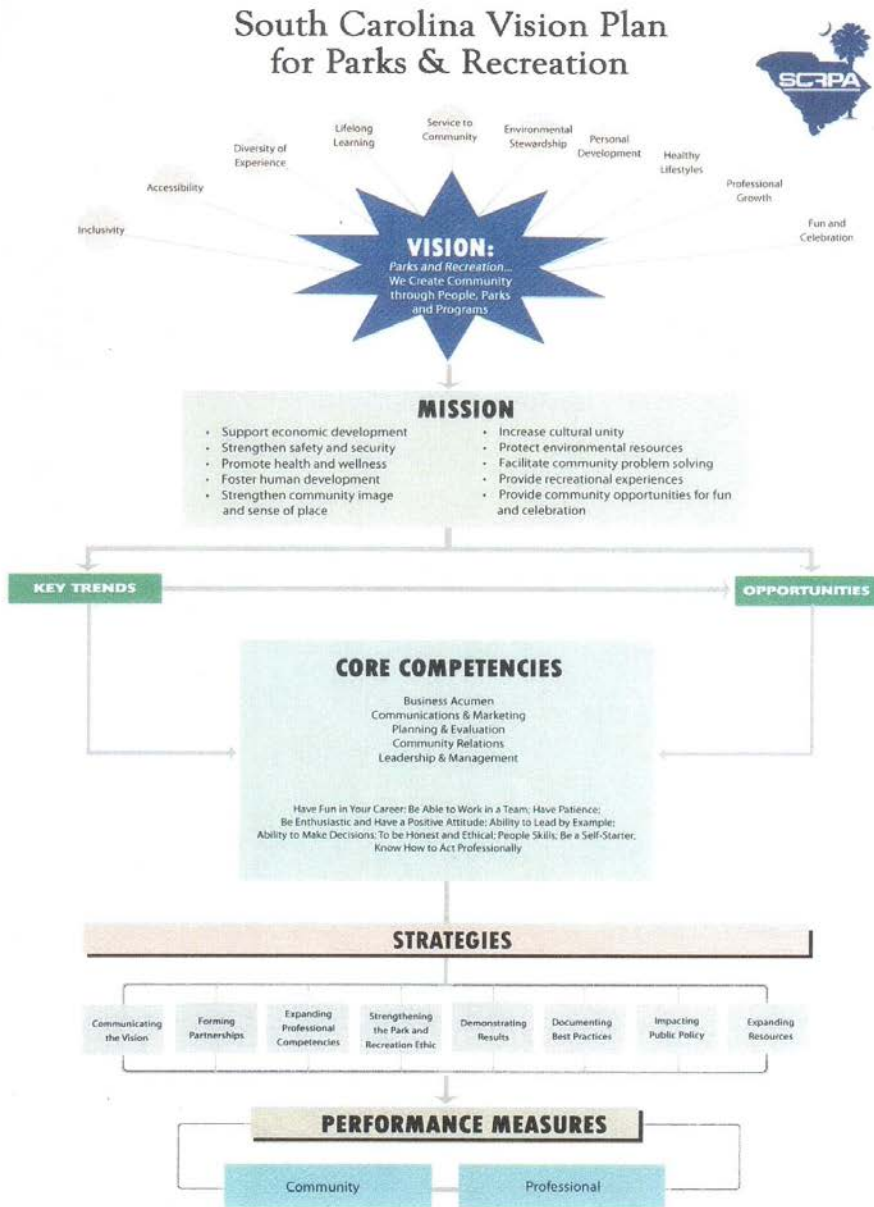 South Carolina Vision Plan
for Parks & Recreation
SCRPA
Inclusivity
Accessibility
Diversity of
Experience
Lifelong
Learning
Service to
Community
Environmental
Stewardship
Personal
Development
Healthy
Lifestyles
Professional
Growth
Fun and
Celebration
VISION:
Parks and Recreation...
We Create Community
through People, Parks
and Programs
MISSION
• Support economic development
• Strengthen safety and security
• Promote health and wellness
• Foster human development
• Strengthen community image
and sense of place
• Increase cultural unity
• Protect environmental resources
• Facilitate community problem solving
• Provide recreational experiences
• Provide community opportunities for fun
and celebration
KEY TRENDS
OPPORTUNITIES
CORE COMPETENCIES
Business Acumen
Communications & Marketing
Planning & Evaluation
Community Relations
Leadership & Management
Have Fun in Your Career; Be Able to Work in a Team; Have Patience;
Be Enthusiastic and Have a Positive Attitude; Ability to Lead by Example;
Ability to Make Decisions; To be Honest and Ethical; People Skills; Be a Self-Starter,
Know How to Act Professionally
STRATEGIES
Communicating
the Vision
Forming
Partnerships
Expanding
Professional
Competencies
Strengthening
the Park and
Recreation Ethic
Demonstrating
Results
Documenting
Best Practices
Impacting
Public Policy
Expanding
Resources
PERFORMANCE MEASURES
Community
Professional